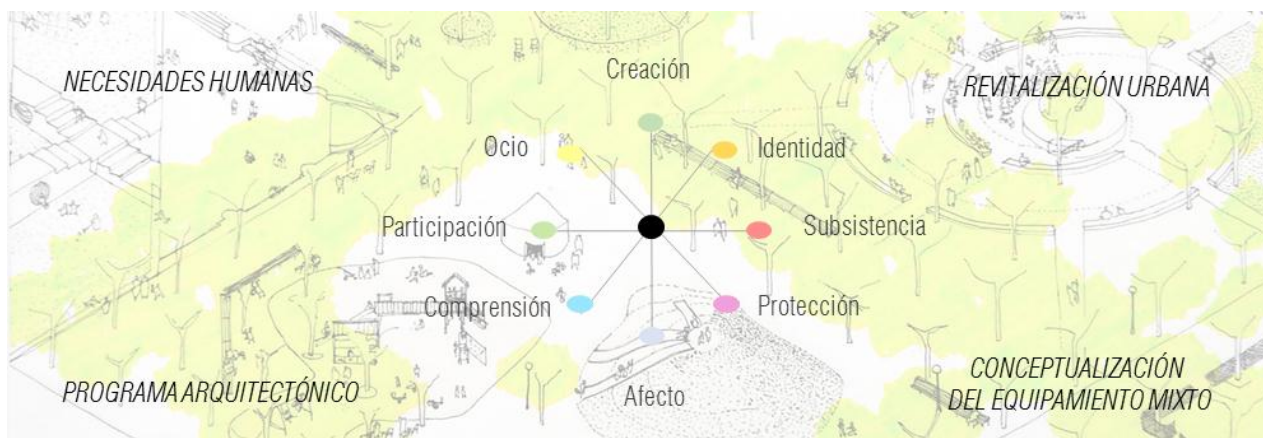 Creación
NECESIDADES HUMANAS
REVITALIZACIÓN URBANA
Ocio
Identidad
Participación
Subsistencia
Comprensión
Protección
CONCEPTUALIZACIÓN
DEL EQUIPAMIENTO MIXTO
PROGRAMA ARQUITECTÓNICO
Afecto